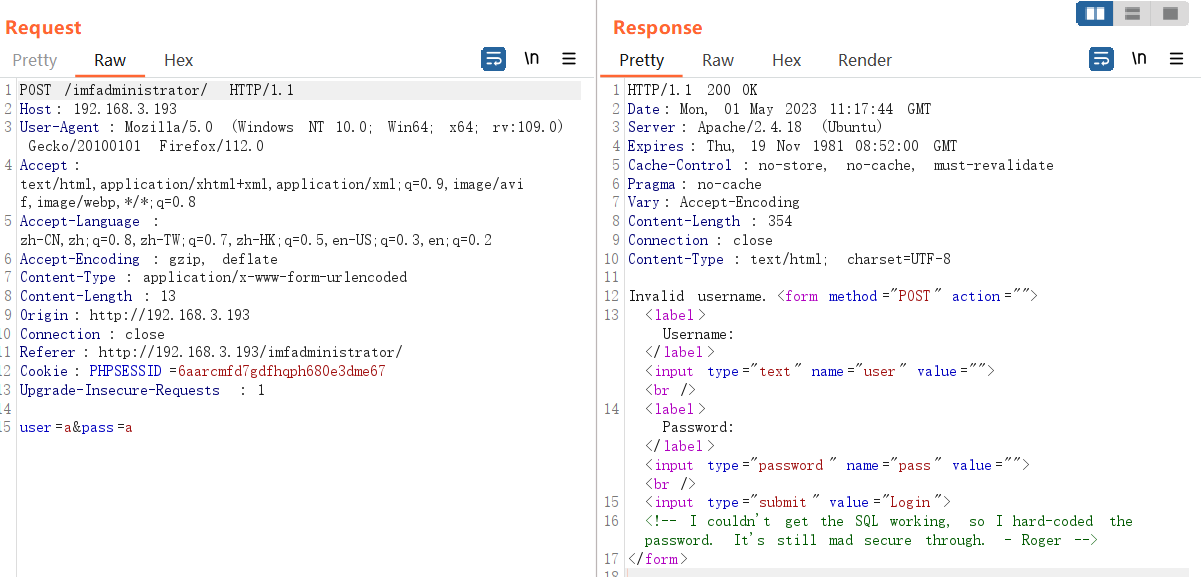 Request
Pretty Raw Hex \n
1 POST /imfadministrator/ HTTP/1.1
2 Host: 192.168.3.193
3 User-Agent: Mozilla/5.0 (Windows NT 10.0; Win64; x64; rv:109.0)
Gecko/20100101 Firefox/112.0
4 Accept:
text/html,application/xhtml+xml,application/xml;q=0.9,image/avi
f,image/webp,*/*;q=0.8
5 Accept-Language :
zh-CN,zh;q=0.8,zh-TW;q=0.7,zh-HK;q=0.5,en-US;q=0.3,en;q=0.2
6 Accept-Encoding : gzip, deflate
7 Content-Type : application/x-www-form-urlencoded
8 Content-Length : 13
9 Origin: http://192.168.3.193
10 Connection : close
11 Referer: http://192.168.3.193/imfadministrator/
12 Cookie: PHPSESSID=6aarcmfd7gdfhqph680e3dme67
13 Upgrade-Insecure-Requests : 1
14
15 user=a&pass=a
Response
Pretty Raw Hex Render \n
1 HTTP/1.1 200 OK
2 Date: Mon, 01 May 2023 11:17:44 GMT
3 Server: Apache/2.4.18 (Ubuntu)
4 Expires: Thu, 19 Nov 1981 08:52:00 GMT
5 Cache-Control : no-store, no-cache, must-revalidate
6 Pragma: no-cache
7 Vary: Accept-Encoding
8 Content-Length : 354
9 Connection : close
10 Content-Type : text/html; charset=UTF-8
11
12 Invalid username. <form method="POST" action="">
13 <label>
Username:
</label>
<input type="text" name="user" value="">
<br />
14 <label>
Password:
</label>
<input type="password" name="pass" value="">
<br />
15 <input type="submit" value="Login">
16 <!-- I couldn't get the SQL working, so I hard-coded the
password. It's still mad secure through. - Roger -->
17 </form>
18